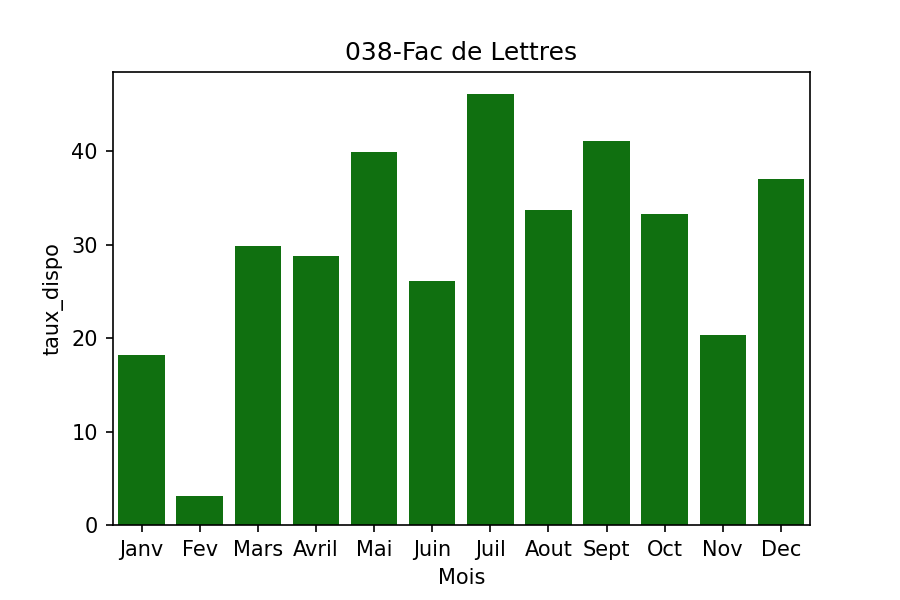 038-Fac de Lettres
taux_dispo
40
30
20
10
0
Janv Fev Mars Avril Mai Juin Juil Aout Sept Oct Nov Dec
Mois